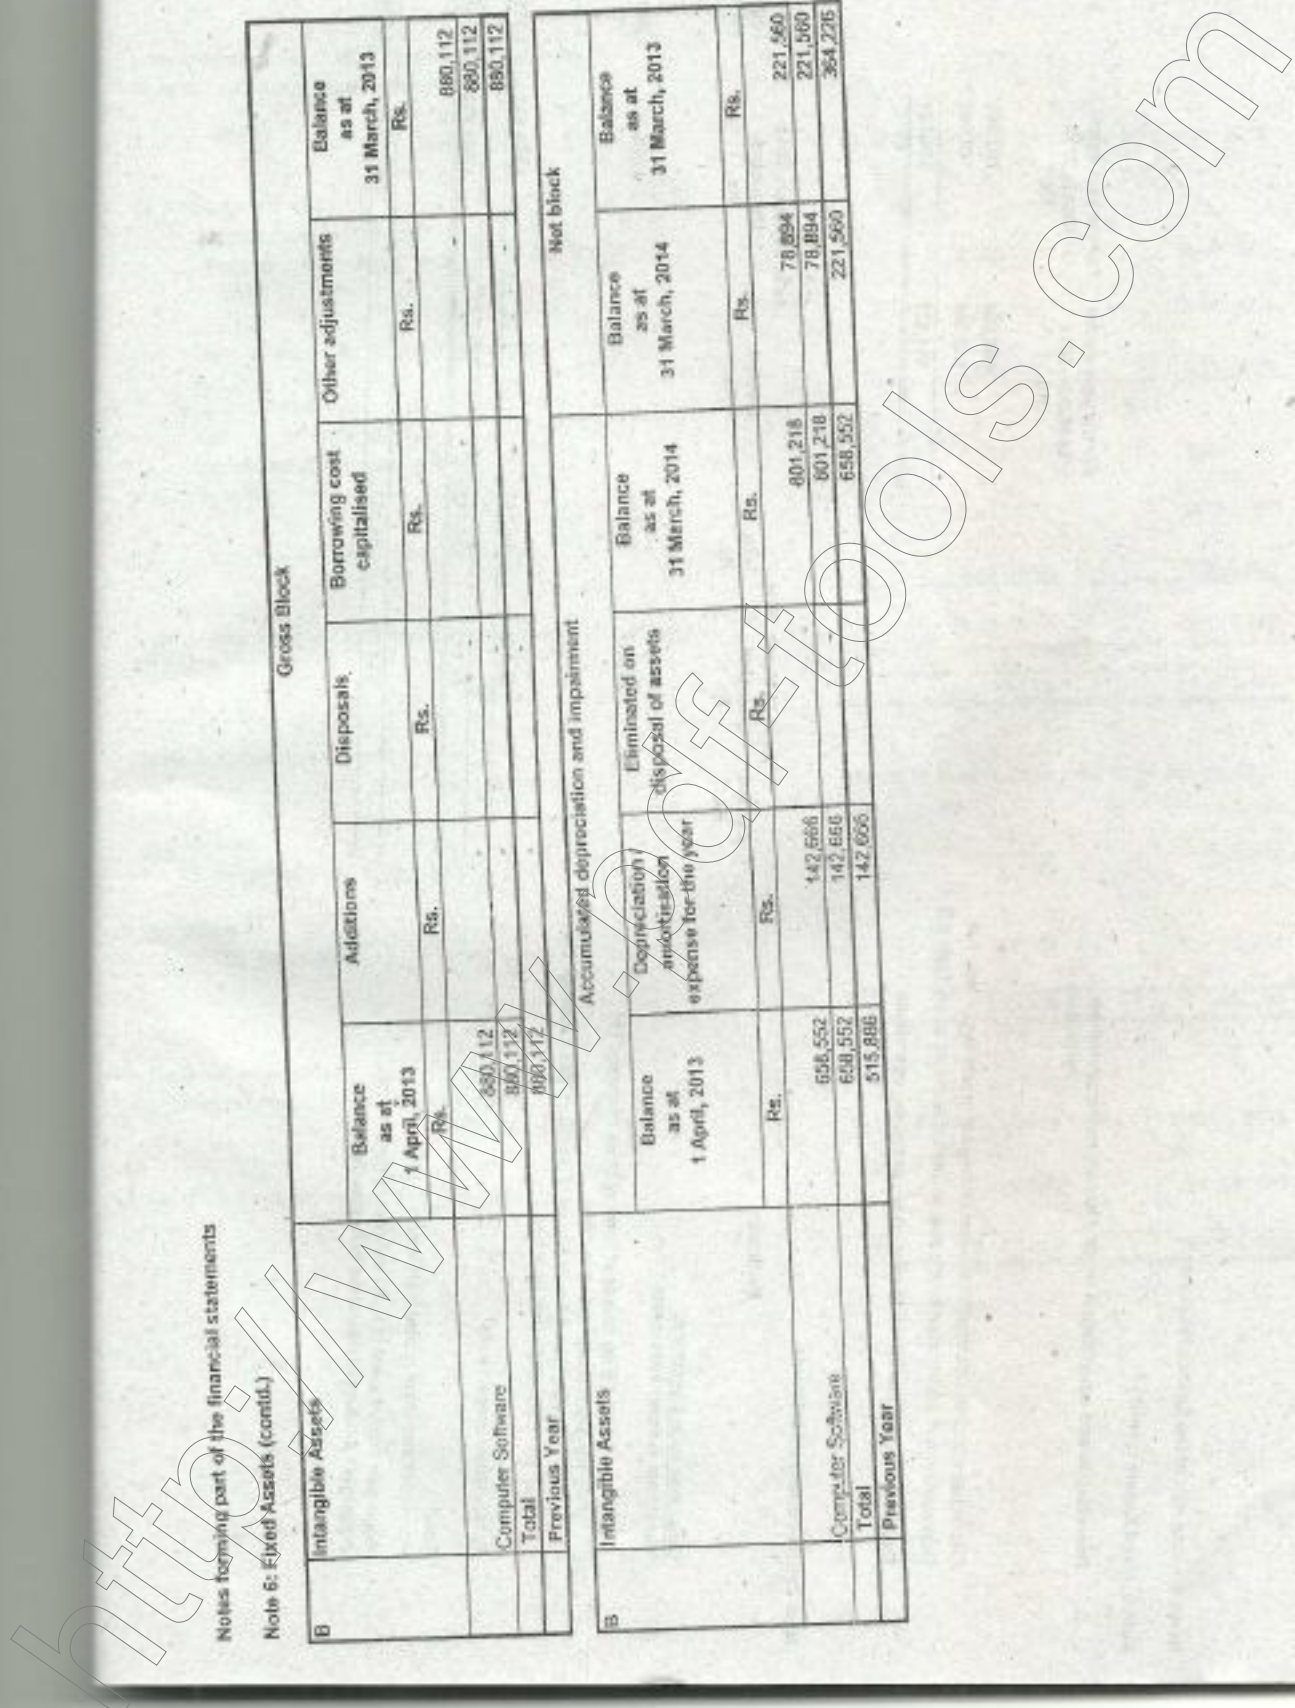 Notes forming part of the financial statements
Note 6: Fixed Assets (contd.)
Gross Block
B Intangible Assets
Balance as at 1 April, 2013 Additions Disposals Borrowing cost capitalised Other adjustments Balance as at 31 March, 2013
Rs. Rs. Rs. Rs. Rs. Rs.
Computer Software 880,112 - - - - 880,112
Total 880,112 - - - - 880,112
Previous Year 880,112 - - - - 880,112
Accumulated depreciation and impairment Net block
B Intangible Assets
Balance as at 1 April, 2013 Depreciation / amortisation expense for the year Eliminated on disposal of assets Balance as at 31 March, 2014 Balance as at 31 March, 2014 Balance as at 31 March, 2013
Rs. Rs. Rs. Rs. Rs. Rs.
Computer Software 658,552 142,666 801,218 78,894 221,560
Total 658,552 142,666 801,218 78,894 221,560
Previous Year 515,886 142,666 658,552 221,560 364,226
http://www.pdf-tools.com